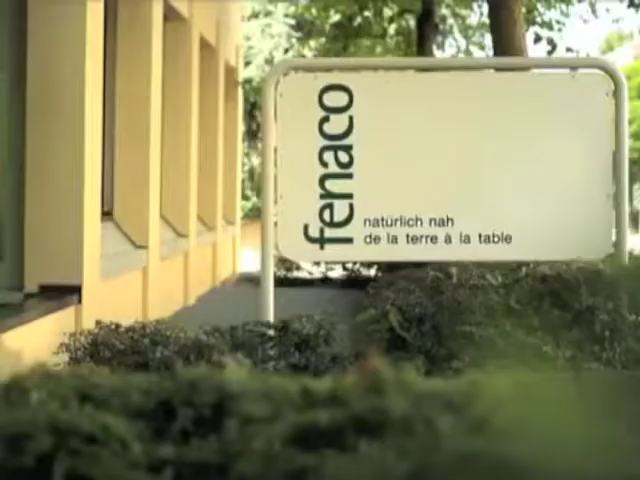 fenaco
natürlich nah
de la terre à la table